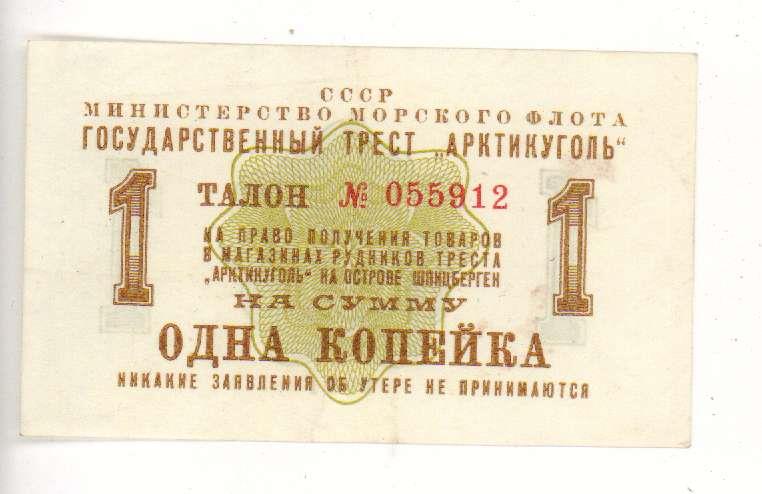 СССР
МИНИСТЕРСТВО МОРСКОГО ФЛОТА
ГОСУДАРСТВЕННЫЙ ТРЕСТ „АРКТИКУГОЛЬ"
1 ТАЛОН № 055912 1
НА ПРАВО ПОЛУЧЕНИЯ ТОВАРОВ
В МАГАЗИНАХ РУДНИКОВ ТРЕСТА
„АРКТИКУГОЛЬ" НА ОСТРОВЕ ШПИЦБЕРГЕН
НА СУММУ
ОДНА КОПЕЙКА
НИКАКИЕ ЗАЯВЛЕНИЯ ОБ УТЕРЕ НЕ ПРИНИМАЮТСЯ